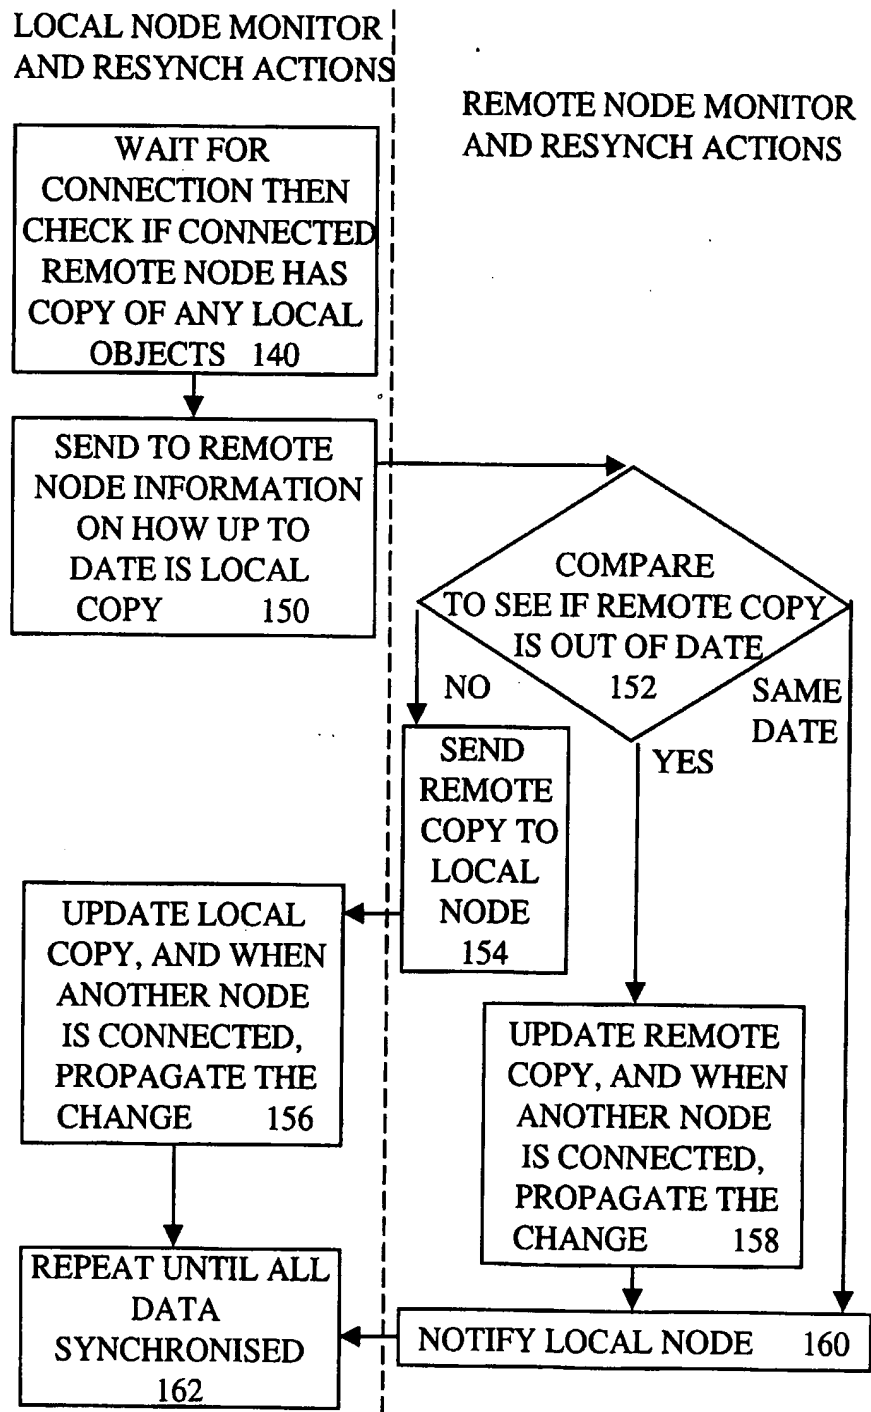 LOCAL NODE MONITOR
AND RESYNCH ACTIONS
REMOTE NODE MONITOR
AND RESYNCH ACTIONS
WAIT FOR
CONNECTION THEN
CHECK IF CONNECTED
REMOTE NODE HAS
COPY OF ANY LOCAL
OBJECTS 140
SEND TO REMOTE
NODE INFORMATION
ON HOW UP TO
DATE IS LOCAL
COPY 150
COMPARE
TO SEE IF REMOTE COPY
IS OUT OF DATE
152
NO
YES
SAME
DATE
SEND
REMOTE
COPY TO
LOCAL
NODE
154
UPDATE LOCAL
COPY, AND WHEN
ANOTHER NODE
IS CONNECTED,
PROPAGATE THE
CHANGE 156
UPDATE REMOTE
COPY, AND WHEN
ANOTHER NODE
IS CONNECTED,
PROPAGATE THE
CHANGE 158
REPEAT UNTIL ALL
DATA
SYNCHRONISED
162
NOTIFY LOCAL NODE 160